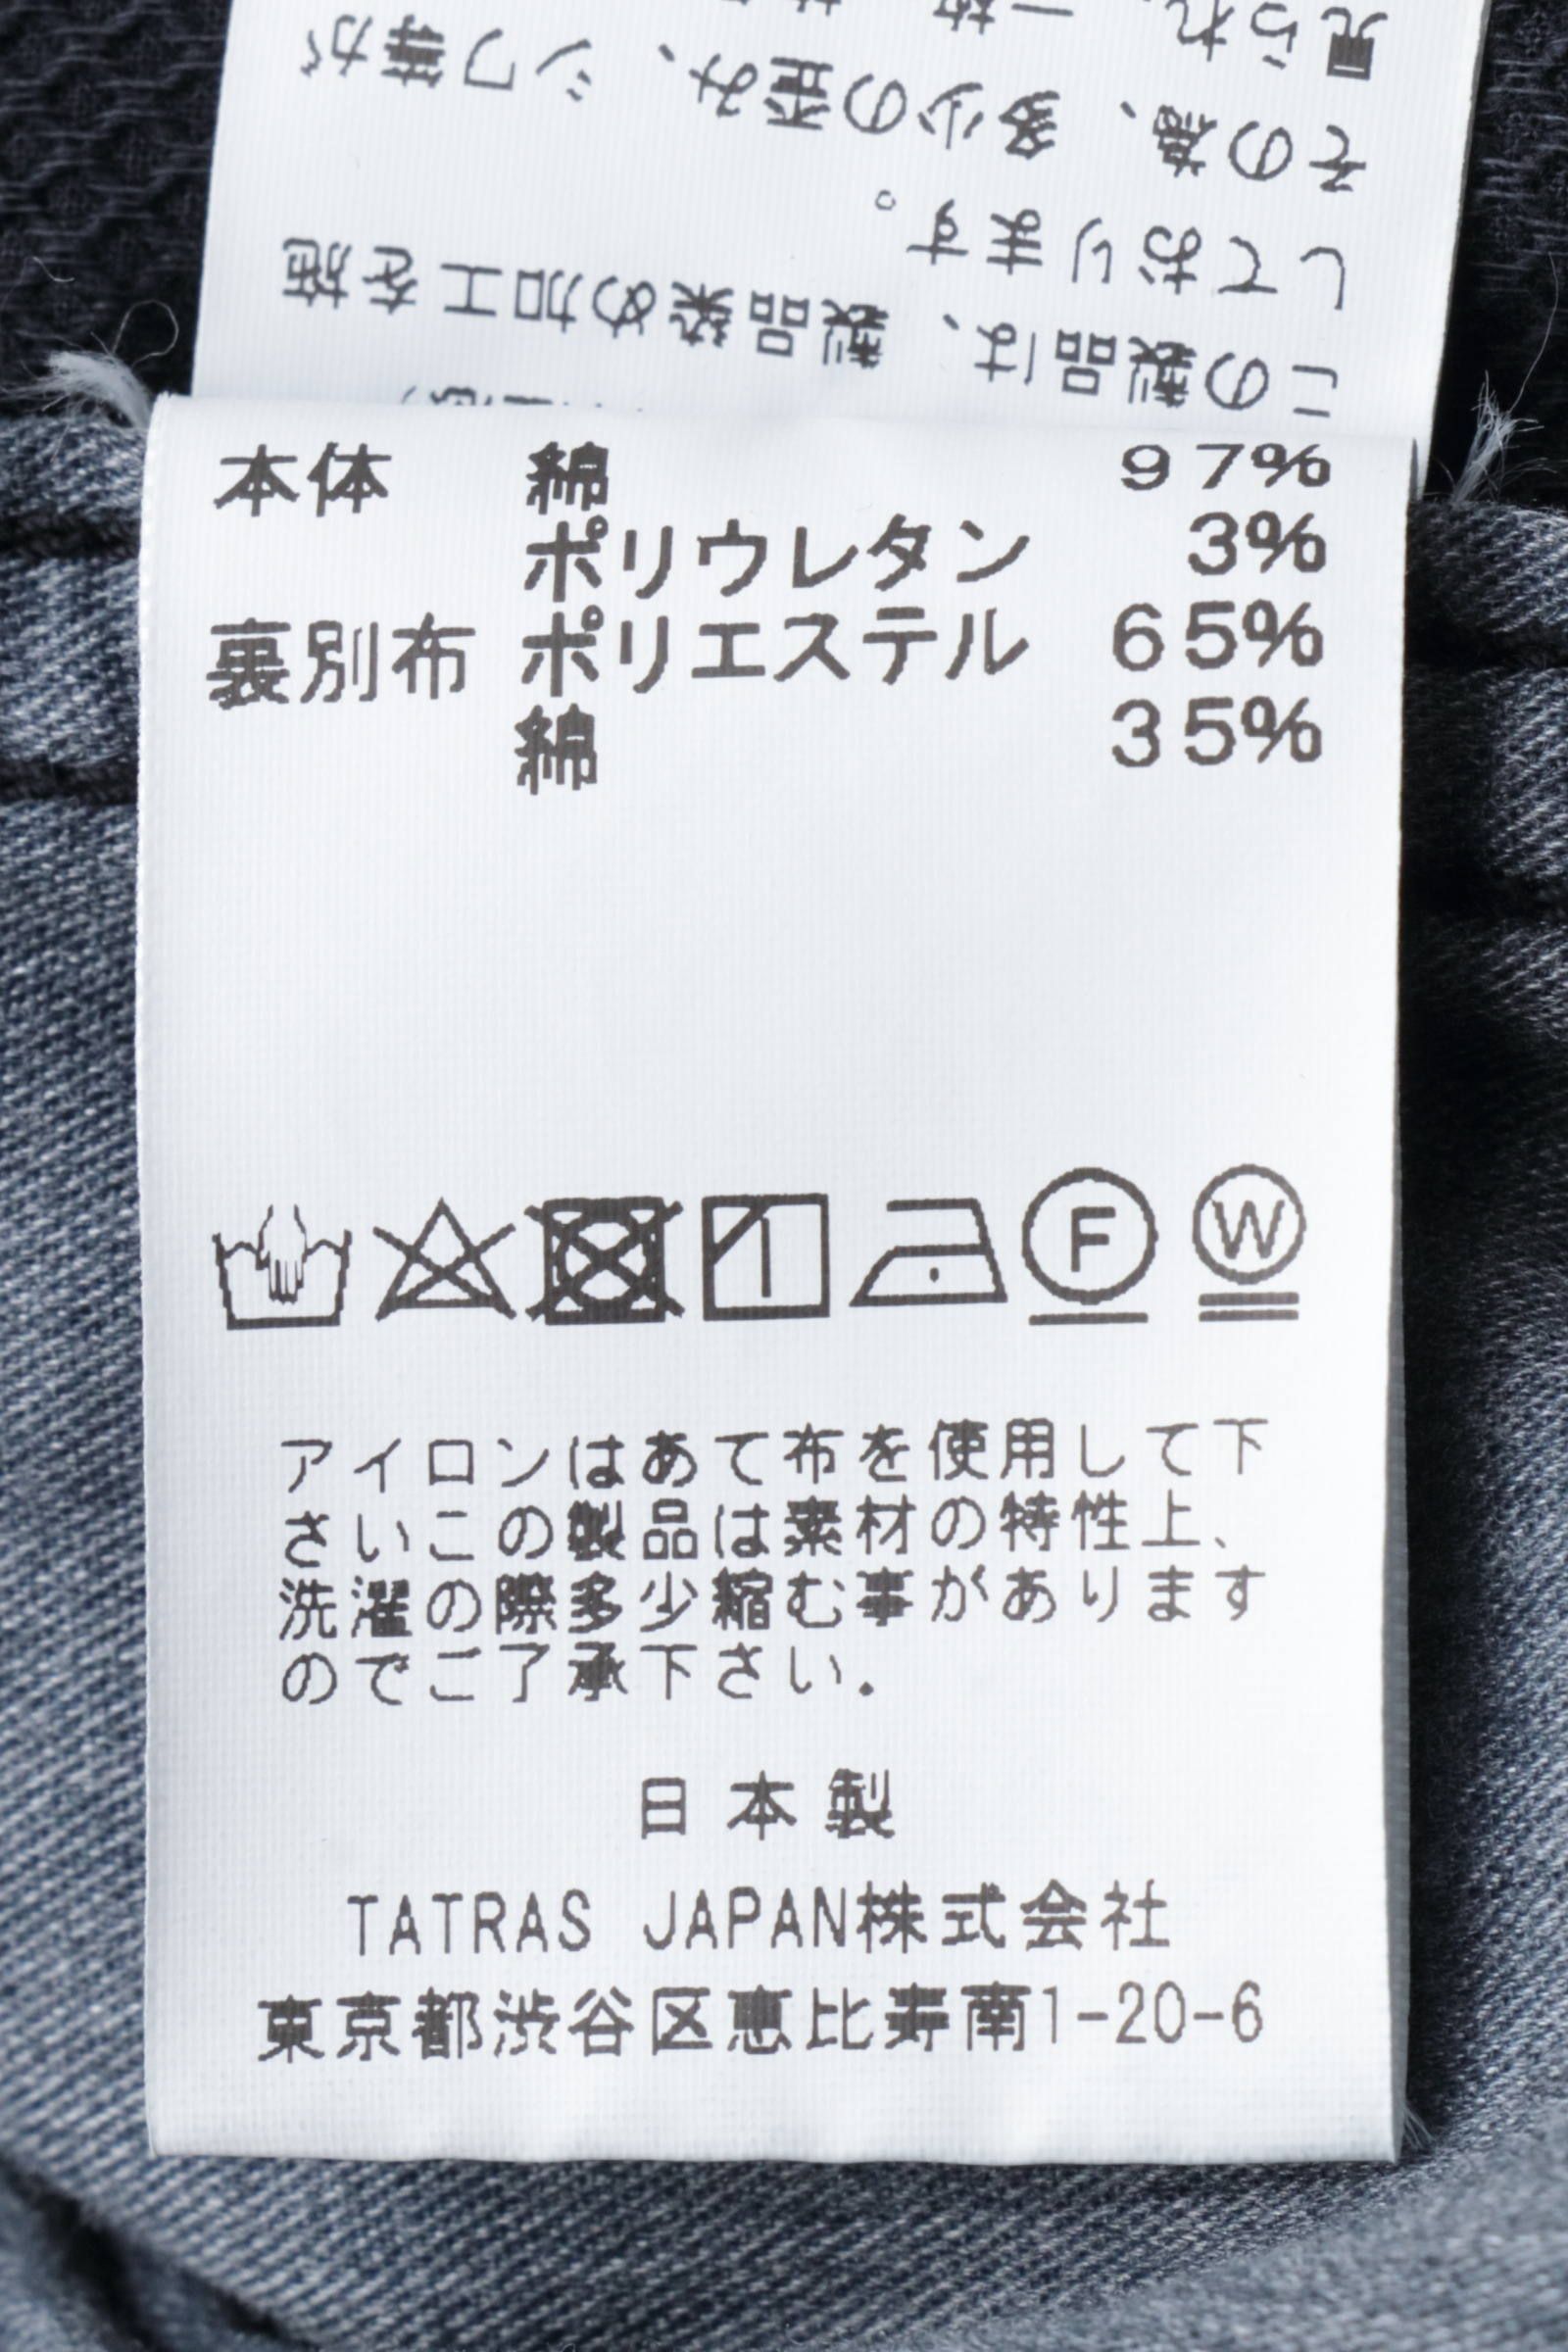 この製品は、製品染め加工を施
しております。
その為、多少の歪み、シワ等が
見られ、一
本体 綿 97%
ポリウレタン 3%
裏別布 ポリエステル 65%
綿 35%
F W
アイロンはあて布を使用して下
さいこの製品は素材の特性上、
洗濯の際多少縮む事があります
のでご了承下さい.
日本製
TATRAS JAPAN株式会社
東京都渋谷区恵比寿南1-20-6